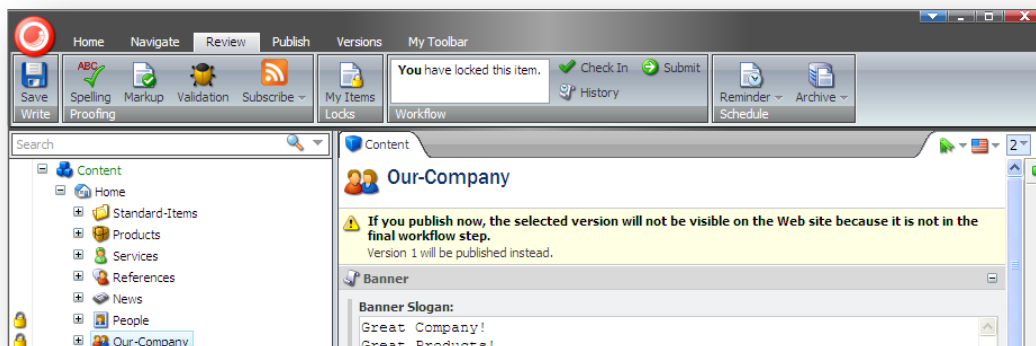 Home Navigate Review Publish Versions My Toolbar
ABC
You have locked this item.
Check In Submit
History
Save Spelling Markup Validation Subscribe My Items Reminder Archive
Write Proofing Locks Workflow Schedule
Search
Content
Home
Standard-Items
Products
Services
References
News
People
Our-Company
Content
2
Our-Company
If you publish now, the selected version will not be visible on the Web site because it is not in the
final workflow step.
Version 1 will be published instead.
Banner
Banner Slogan:
Great Company!
Great Products!